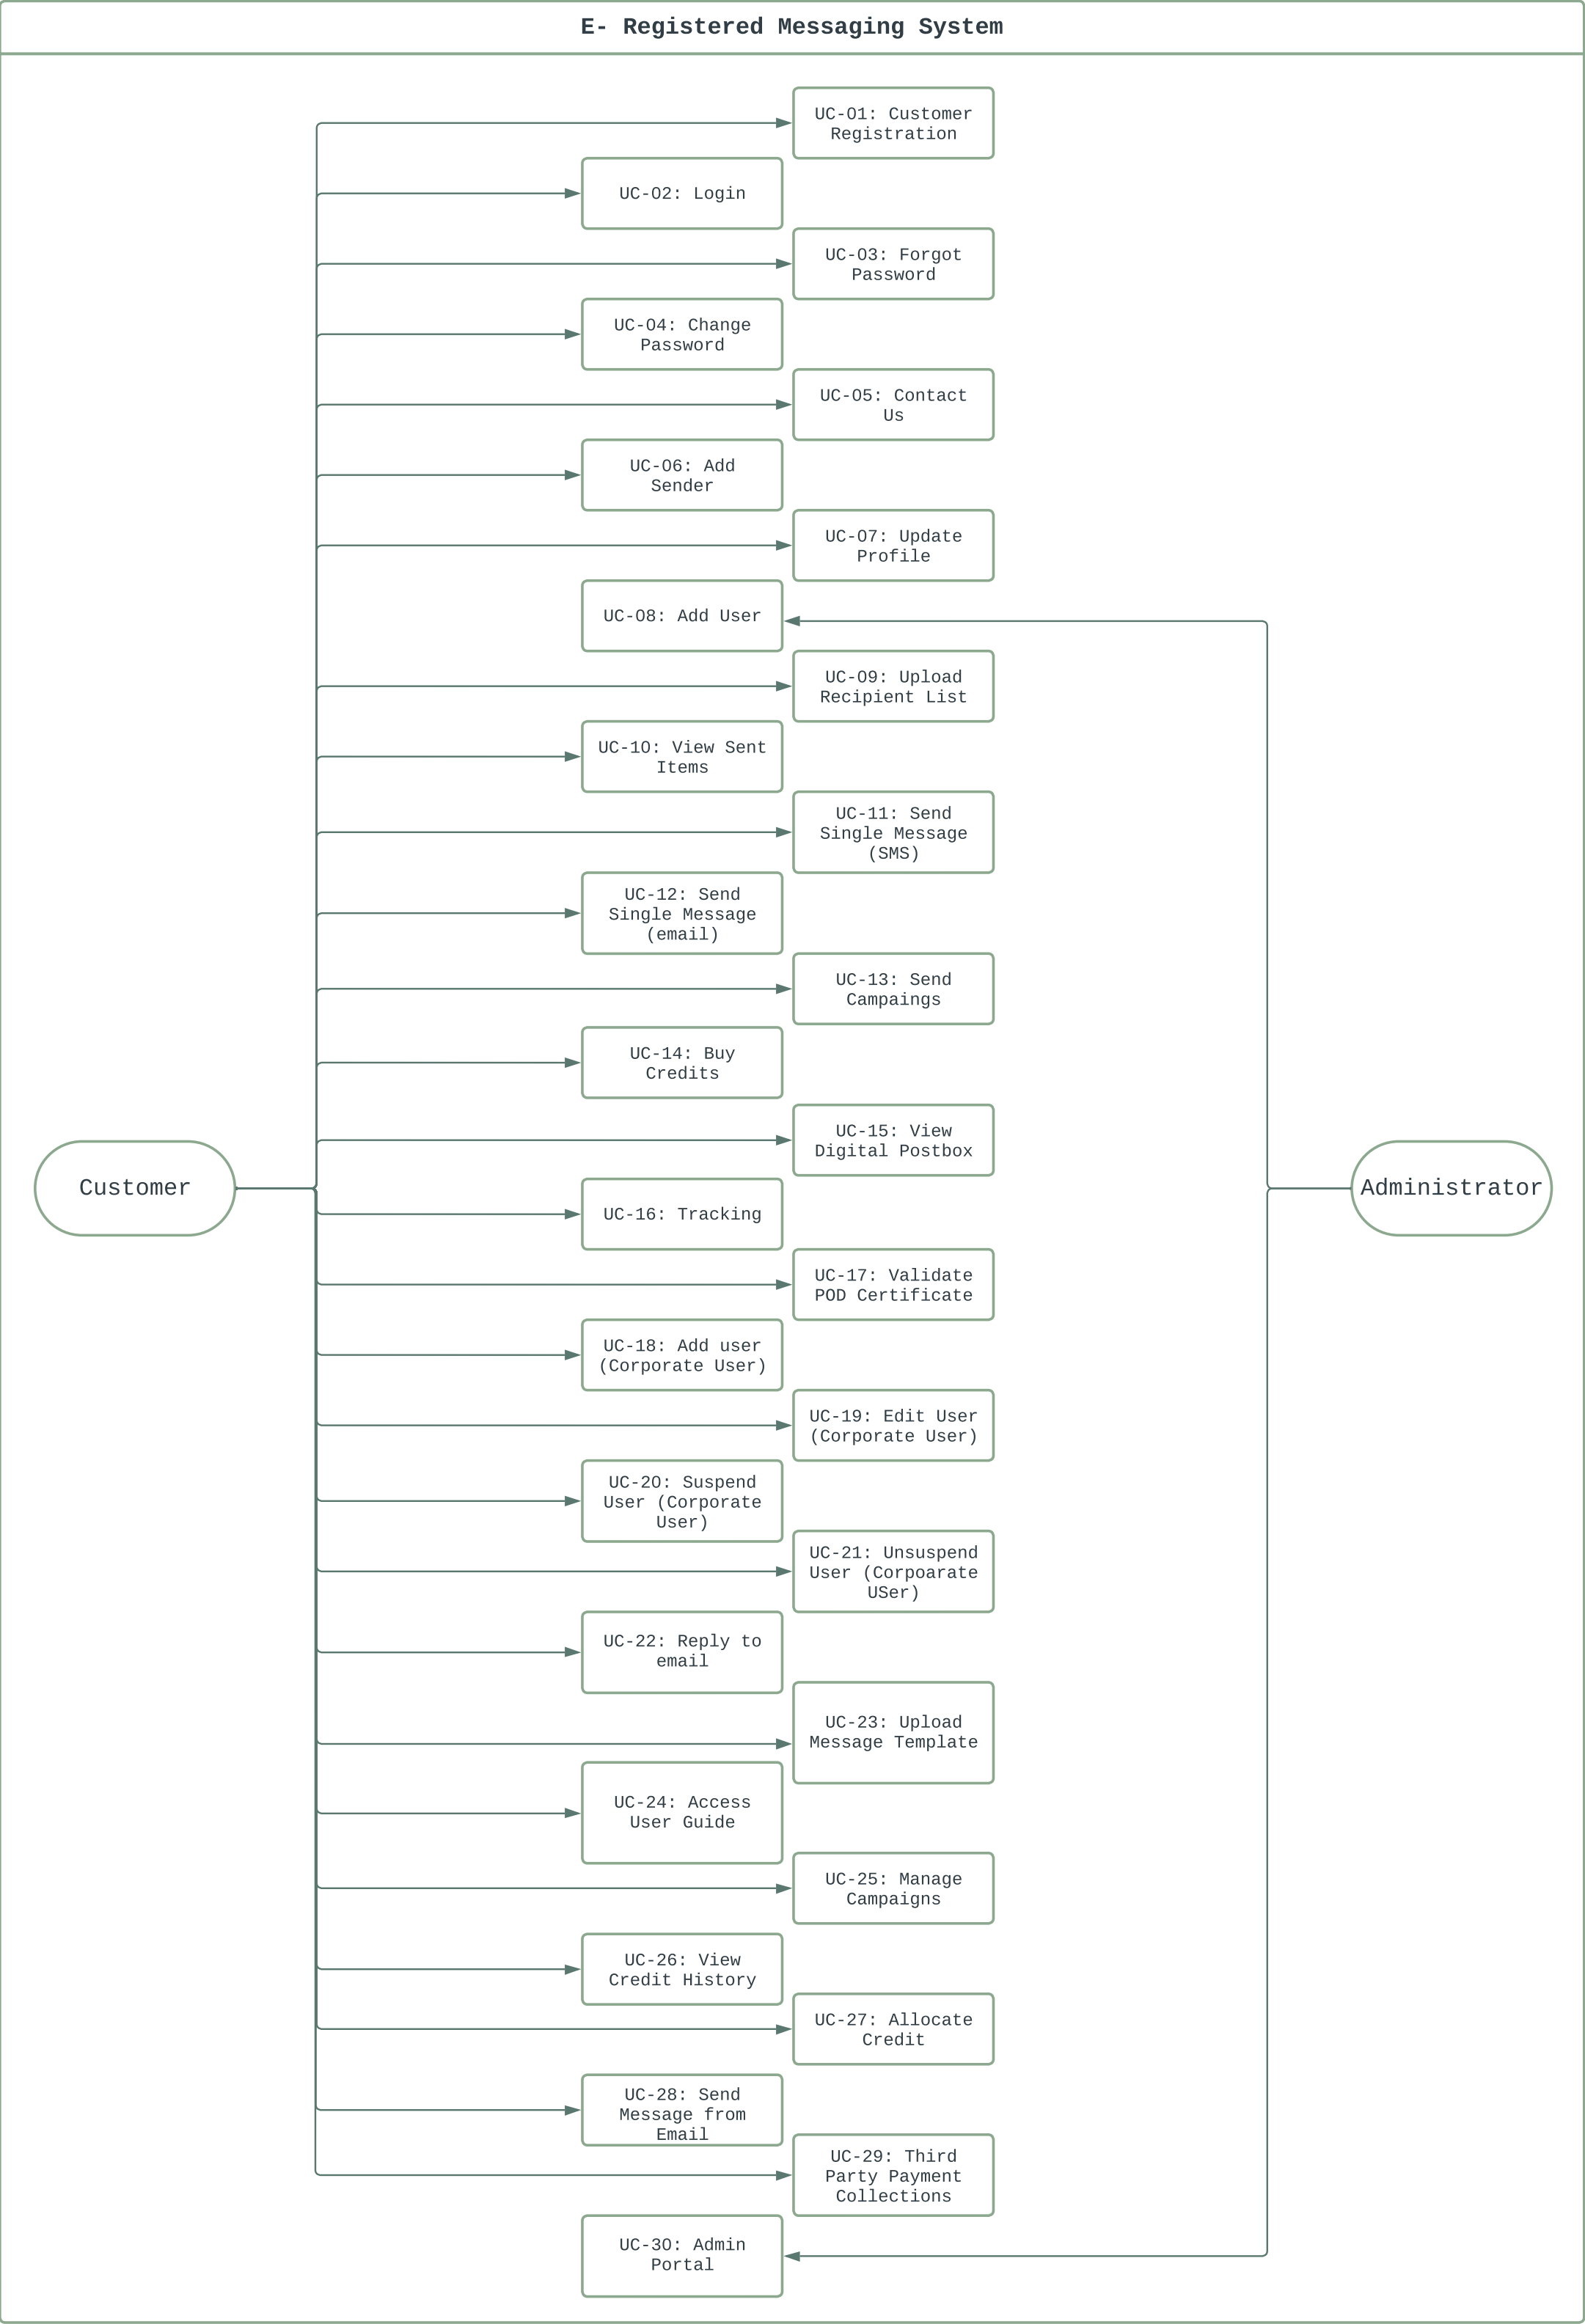 E- Registered Messaging System
UC-01: Customer
Registration
UC-02: Login
UC-03: Forgot
Password
UC-04: Change
Password
UC-05: Contact
Us
UC-06: Add
Sender
UC-07: Update
Profile
UC-08: Add User
UC-09: Upload
Recipient List
UC-10: View Sent
Items
UC-11: Send
Single Message
(SMS)
UC-12: Send
Single Message
(email)
UC-13: Send
Campaings
UC-14: Buy
Credits
UC-15: View
Digital Postbox
Customer
Administrator
UC-16: Tracking
UC-17: Validate
POD Certificate
UC-18: Add user
(Corporate User)
UC-19: Edit User
(Corporate User)
UC-20: Suspend
User (Corporate
User)
UC-21: Unsuspend
User (Corpoarate
USer)
UC-22: Reply to
email
UC-23: Upload
Message Template
UC-24: Access
User Guide
UC-25: Manage
Campaigns
UC-26: View
Credit History
UC-27: Allocate
Credit
UC-28: Send
Message from
Email
UC-29: Third
Party Payment
Collections
UC-30: Admin
Portal